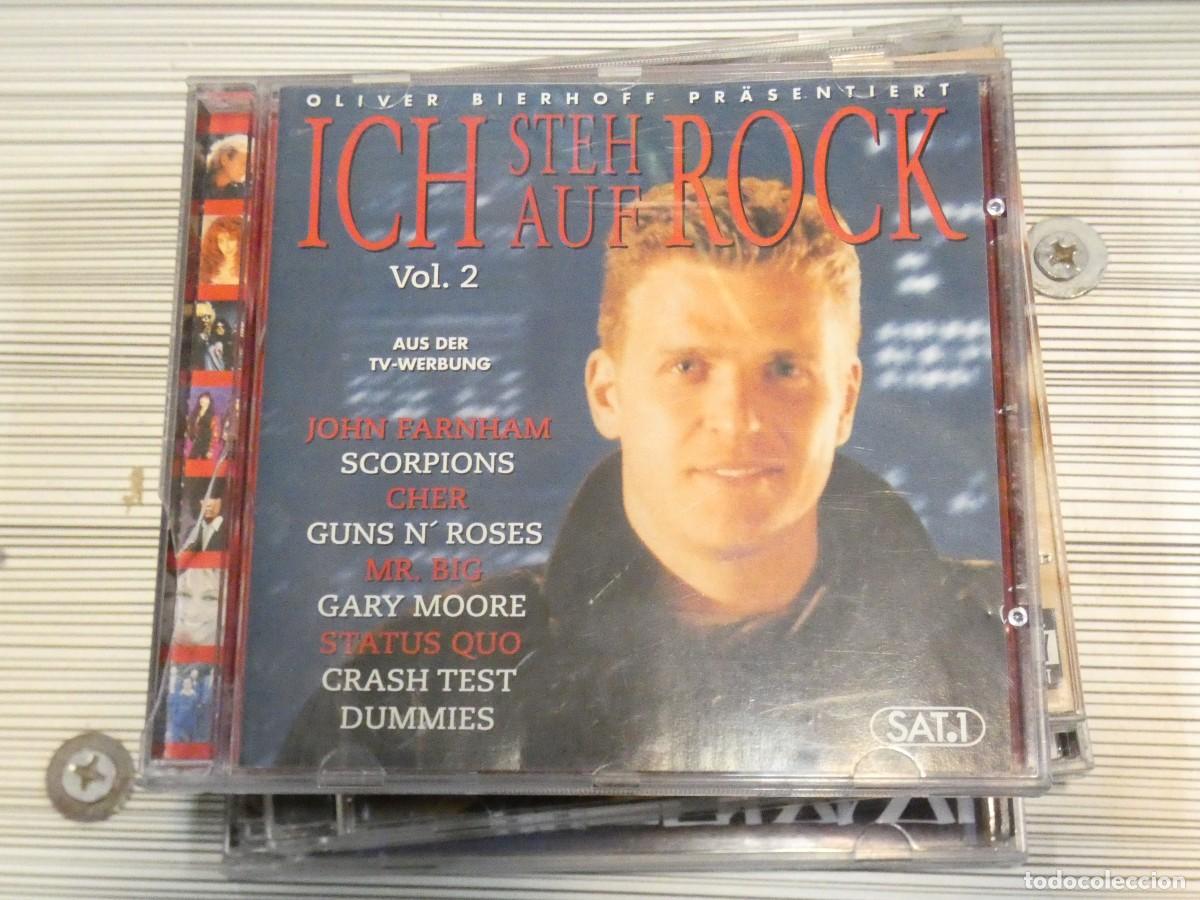 OLIVER BIERHOFF PRÄSENTIERT
ICH STEH AUF ROCK
Vol. 2
AUS DER
TV-WERBUNG
JOHN FARNHAM
SCORPIONS
CHER
GUNS N´ ROSES
MR. BIG
GARY MOORE
STATUS QUO
CRASH TEST
DUMMIES
SAT.1
todocoleccion